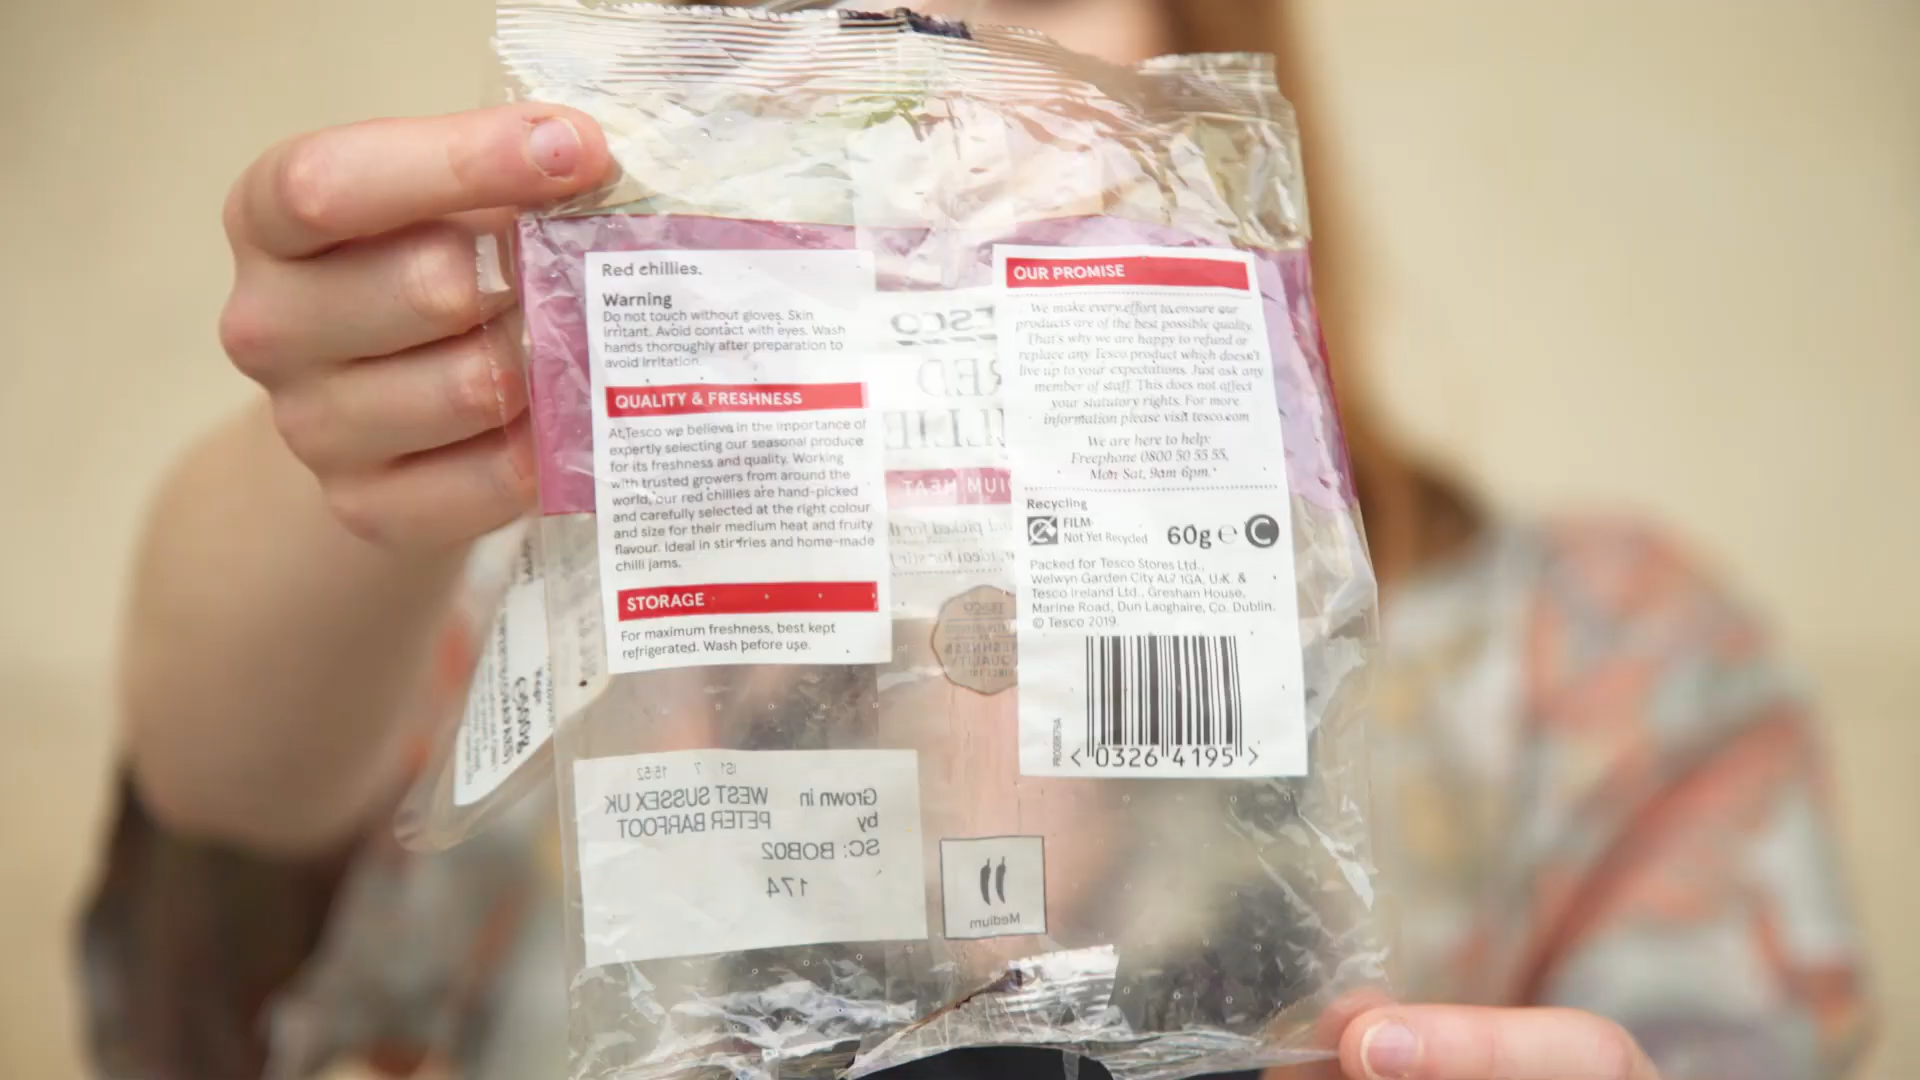 Red chillies.
Warning
Do not touch without gloves. Skin
irritant. Avoid contact with eyes. Wash
hands thoroughly after preparation to
avoid irritation.
QUALITY & FRESHNESS
At Tesco we believe in the importance of
expertly selecting our seasonal produce
for its freshness and quality. Working
with trusted growers from around the
world, our red chillies are hand-picked
and carefully selected at the right colour
and size for their medium heat and fruity
flavour. Ideal in stir fries and home-made
chilli jams.
STORAGE
For maximum freshness, best kept
refrigerated. Wash before use.
OUR PROMISE
We make every effort to ensure our
products are of the best possible quality.
That's why we are happy to refund or
replace any Tesco product which doesn't
live up to your expectations. Just ask any
member of staff. This does not affect
your statutory rights. For more
information please visit tesco.com
We are here to help:
Freephone 0800 50 55 55,
Mon-Sat, 9am-6pm.
Recycling
FILM
Not Yet Recycled
60g e C
Packed for Tesco Stores Ltd.,
Welwyn Garden City AL7 1GA, U.K. &
Tesco Ireland Ltd., Gresham House,
Marine Road, Dun Laoghaire, Co. Dublin.
© Tesco 2019.
< 0326 4195 >
ESCO
RED
ILLIE
IUM HEAT
TESCO
QUALITY
15:52
Grown in WEST SUSSEX UK
by PETER BARFOOT
SC: BOB02
174
Medium